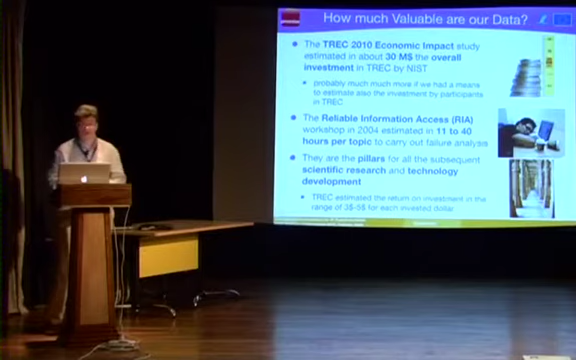 How much Valuable are our Data?
The TREC 2010 Economic Impact study
estimated in about 30 M$ the overall
investment in TREC by NIST
probably much much more if we had a means
to estimate also the investment by participants
in TREC
The Reliable Information Access (RIA)
workshop in 2004 estimated in 11 to 40
hours per topic to carry out failure analysis
They are the pillars for all the subsequent
scientific research and technology
development
TREC estimated the return on investment in the
range of 3$-5$ for each invested dollar